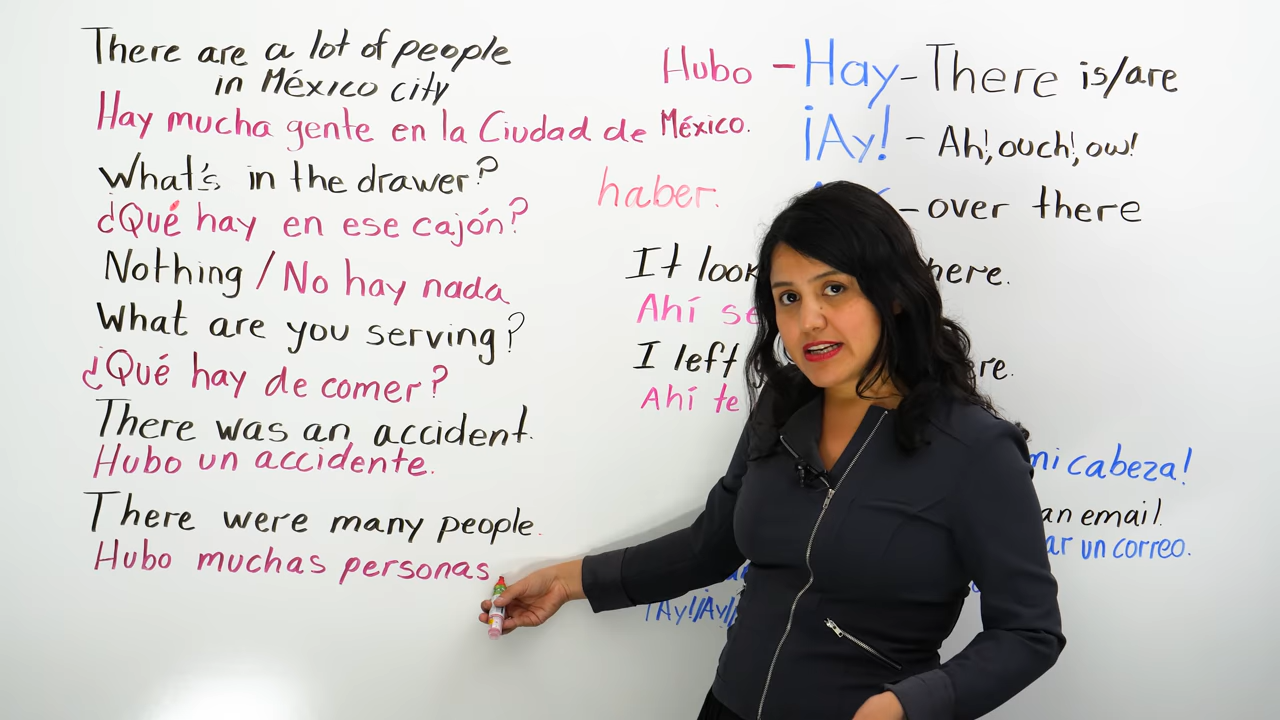 There are a lot of people
in México city
Hay mucha gente en la Ciudad de México.
What's in the drawer?
¿Qué hay en ese cajón?
Nothing / No hay nada
What are you serving?
¿Qué hay de comer?
There was an accident.
Hubo un accidente.
There were many people.
Hubo muchas personas
Hubo - Hay - There is/are
¡Ay! - Ah!, ouch!, ow!
haber.
- over there
It look here.
Ahí se
I left re.
Ahí te
mi cabeza!
an email.
ar un correo.
¡Ay!/¡Ay!/